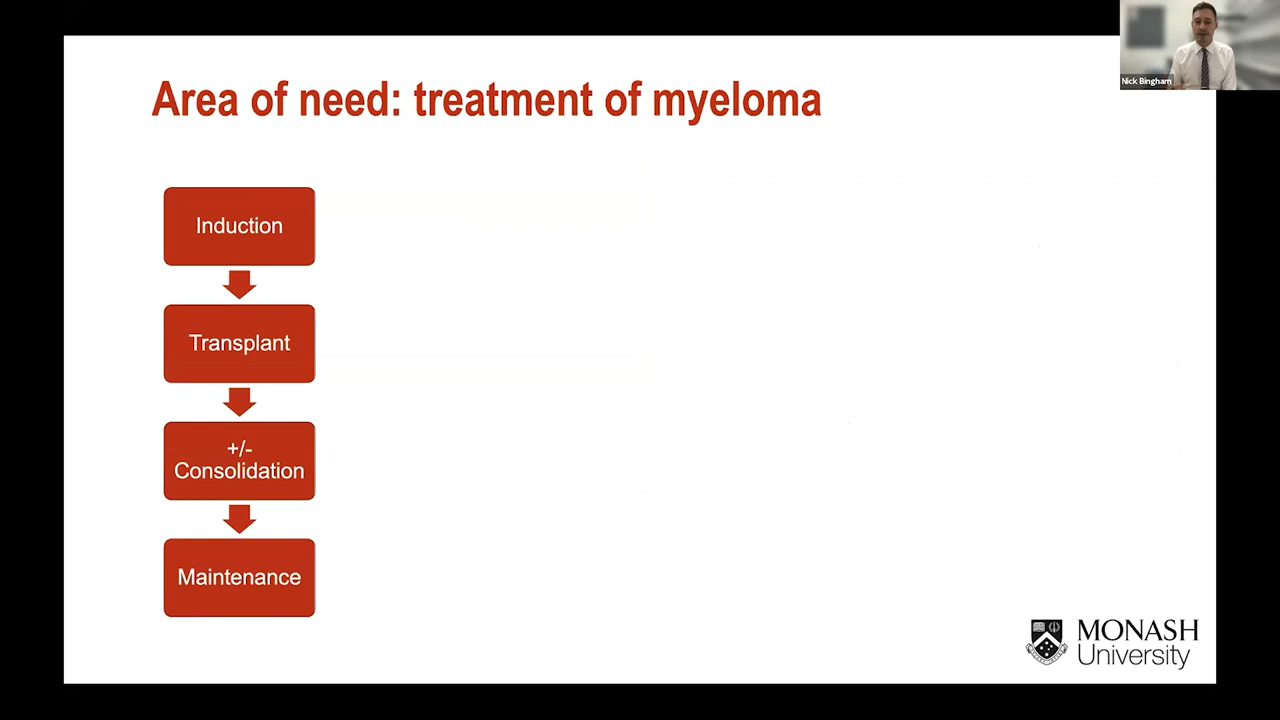 Nick Bingham
Area of need: treatment of myeloma
Induction
Transplant
+/-
Consolidation
Maintenance
MONASH
University